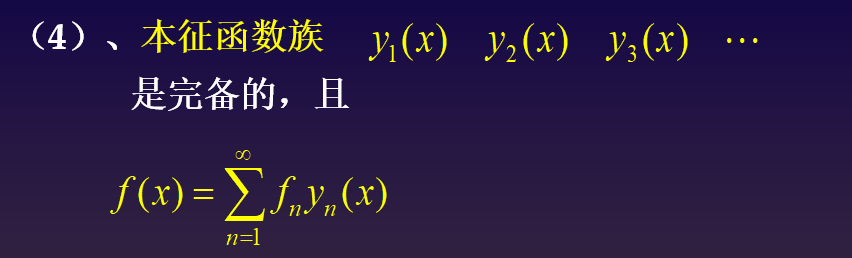 （4）、本征函数族 y₁(x) y₂(x) y₃(x) ⋯
是完备的，且
f(x) = ∑_{n=1}^{∞} fₙyₙ(x)